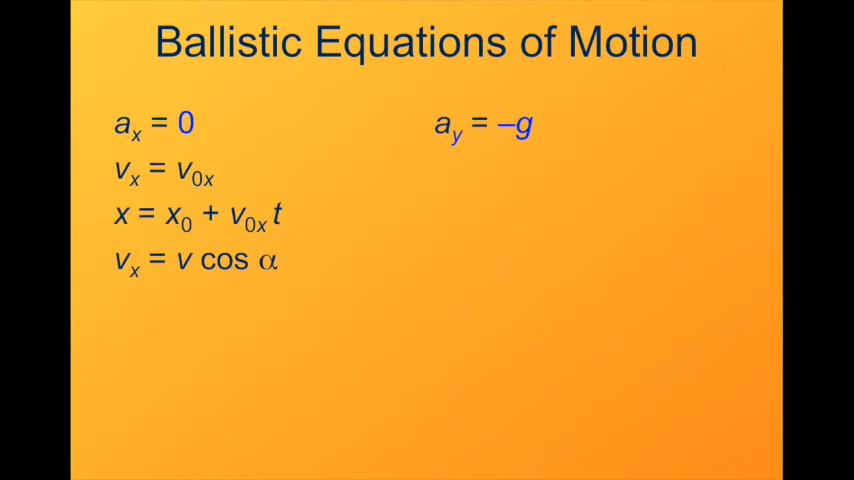 Ballistic Equations of Motion
aₓ = 0
a_y = –g
vₓ = v₀ₓ
x = x₀ + v₀ₓ t
vₓ = v cos α